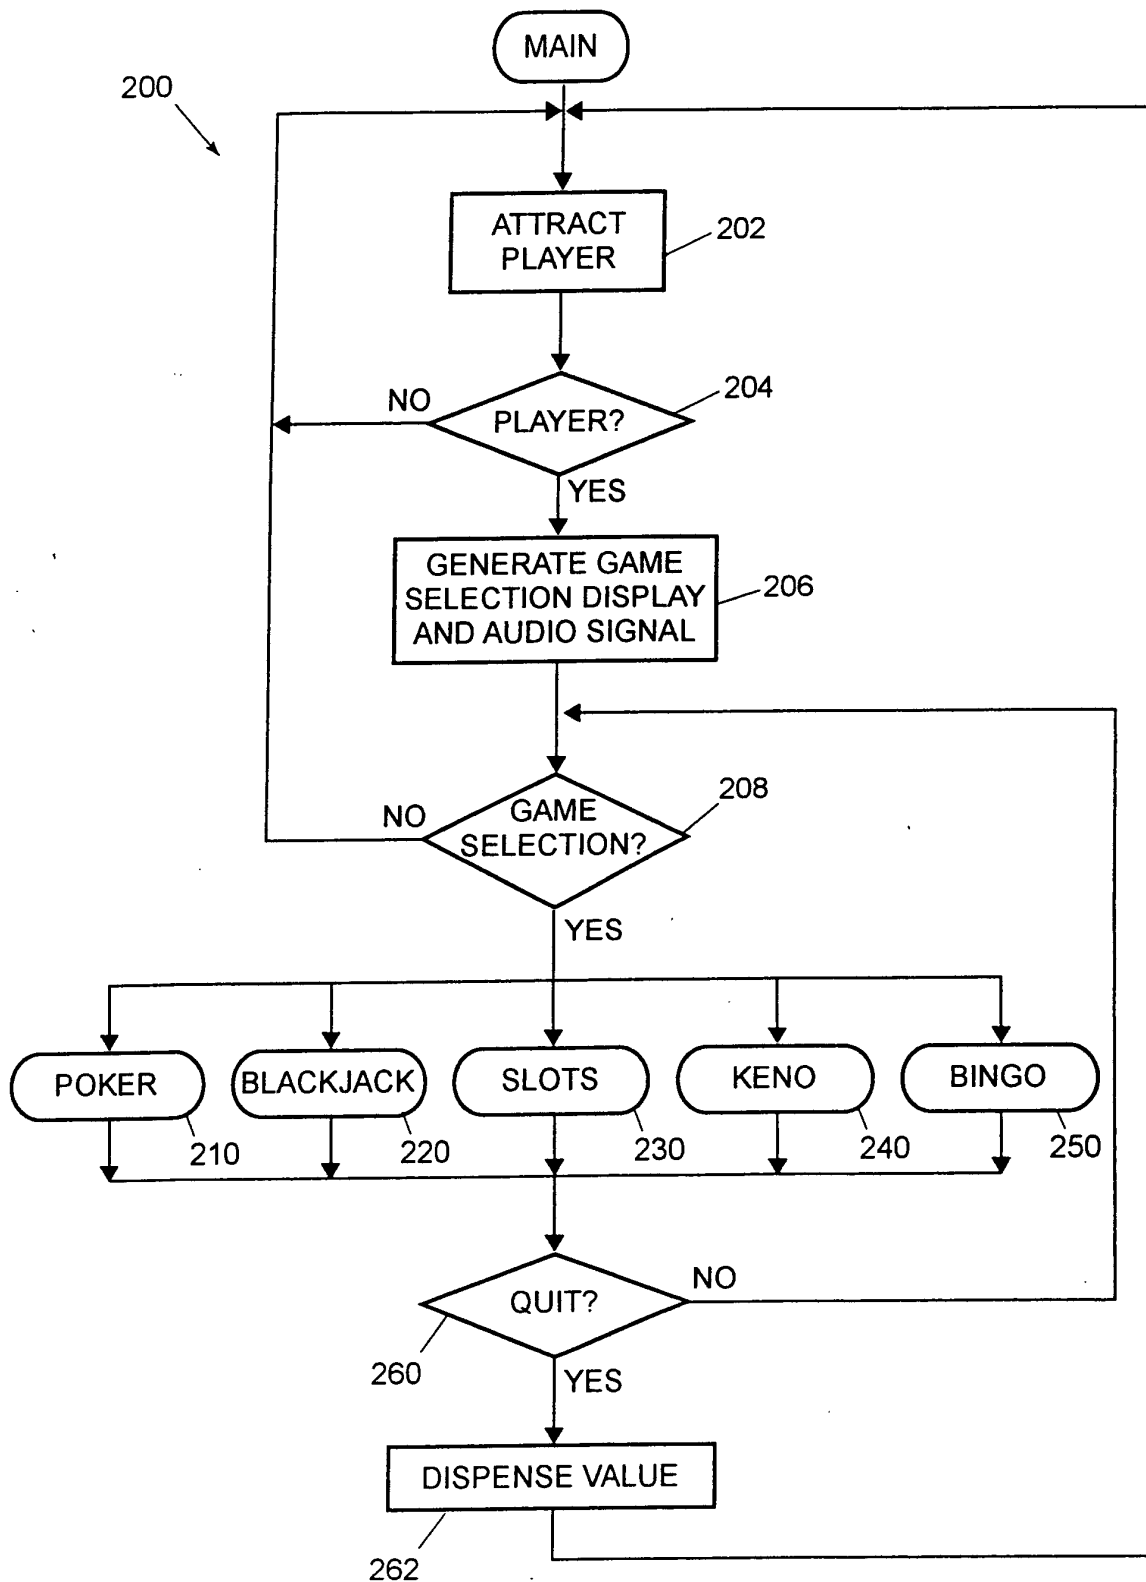 MAIN
200
ATTRACT
PLAYER
202
NO
PLAYER?
204
YES
GENERATE GAME
SELECTION DISPLAY
AND AUDIO SIGNAL
206
NO
GAME
SELECTION?
208
YES
POKER
BLACKJACK
SLOTS
KENO
BINGO
210
220
230
240
250
QUIT?
NO
260
YES
DISPENSE VALUE
262